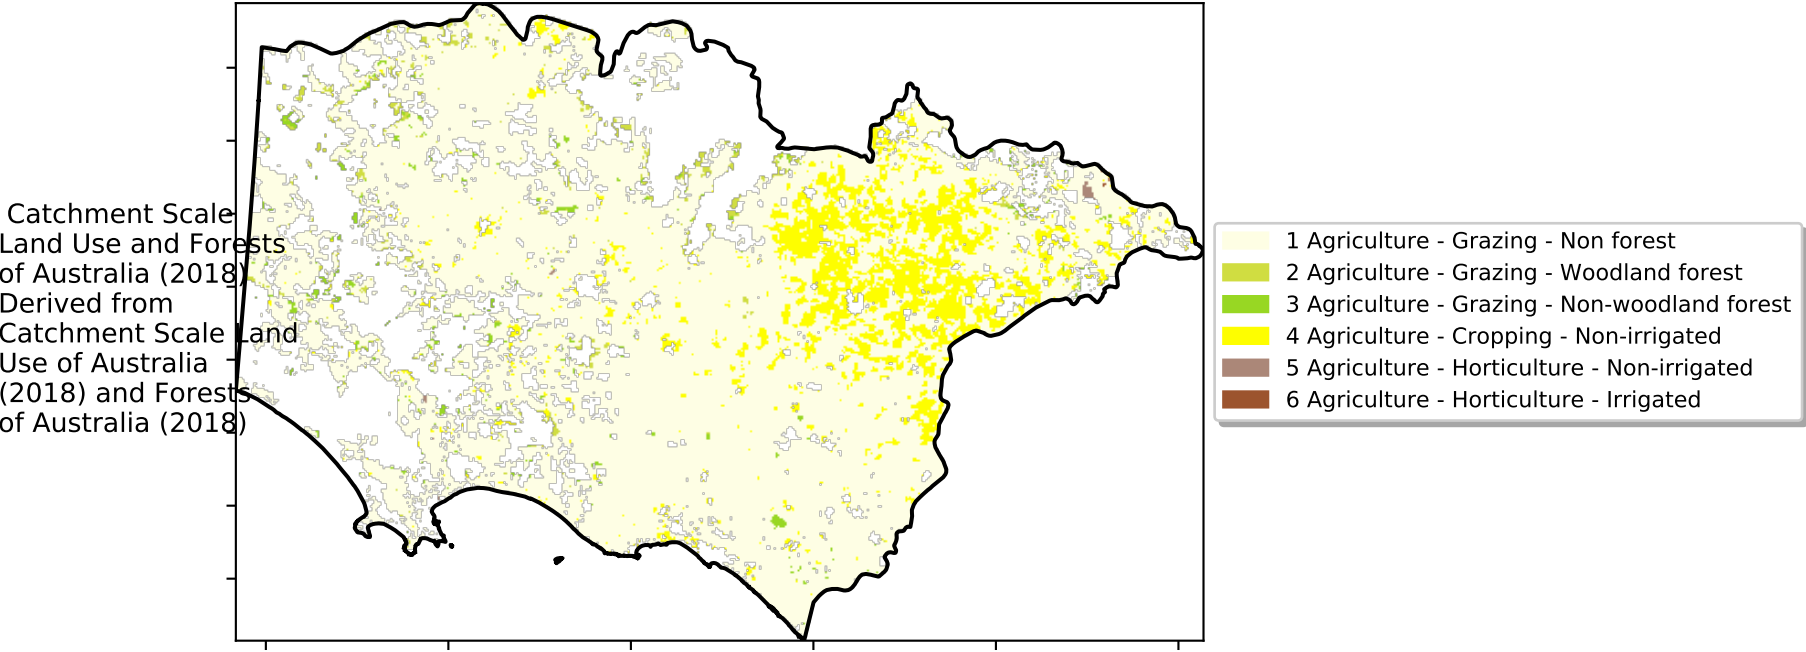 Catchment Scale
Land Use and Forests
of Australia (2018)
Derived from
Catchment Scale Land
Use of Australia
(2018) and Forests
of Australia (2018)
1 Agriculture - Grazing - Non forest
2 Agriculture - Grazing - Woodland forest
3 Agriculture - Grazing - Non-woodland forest
4 Agriculture - Cropping - Non-irrigated
5 Agriculture - Horticulture - Non-irrigated
6 Agriculture - Horticulture - Irrigated